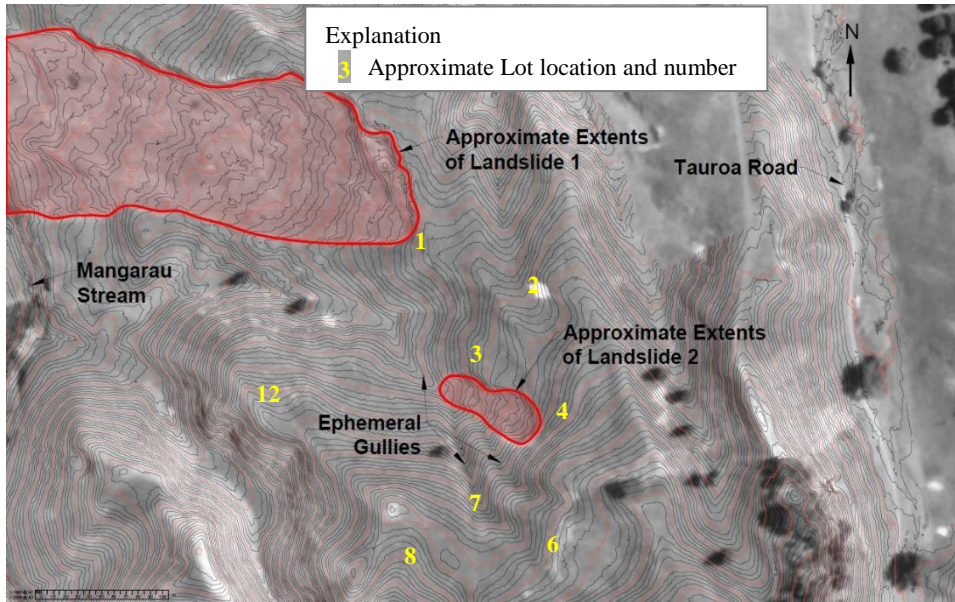 Explanation
3 Approximate Lot location and number
N
Approximate Extents
of Landslide 1
Tauroa Road
1
Mangarau
Stream
2
Approximate Extents
of Landslide 2
3
12
4
Ephemeral
Gullies
7
6
8